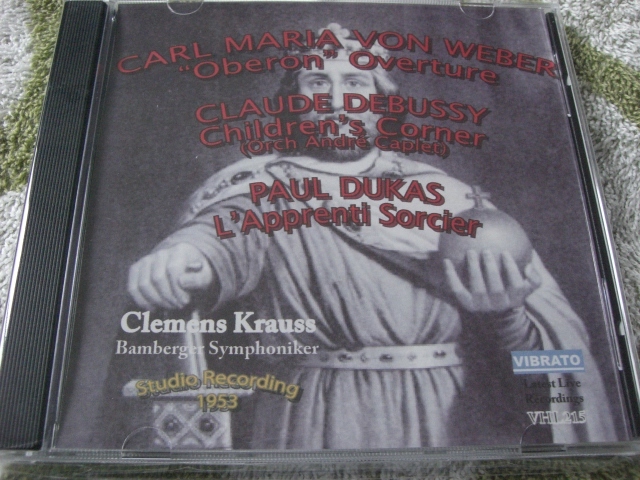 CARL MARIA VON WEBER
"Oberon" Overture
CLAUDE DEBUSSY
Children's Corner
(Orch André Caplet)
PAUL DUKAS
L'Apprenti Sorcier
Clemens Krauss
Bamberger Symphoniker
Studio Recording
1953
VIBRATO
Latest Live
Recordings